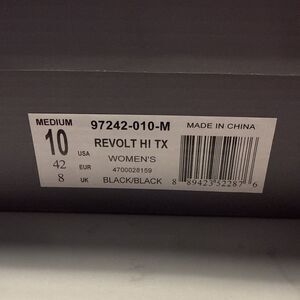 MEDIUM 97242-010-M MADE IN CHINA
10 USA REVOLT HI TX
42 EUR WOMEN'S
4700028159
8 UK BLACK/BLACK 8 89423 52287 6